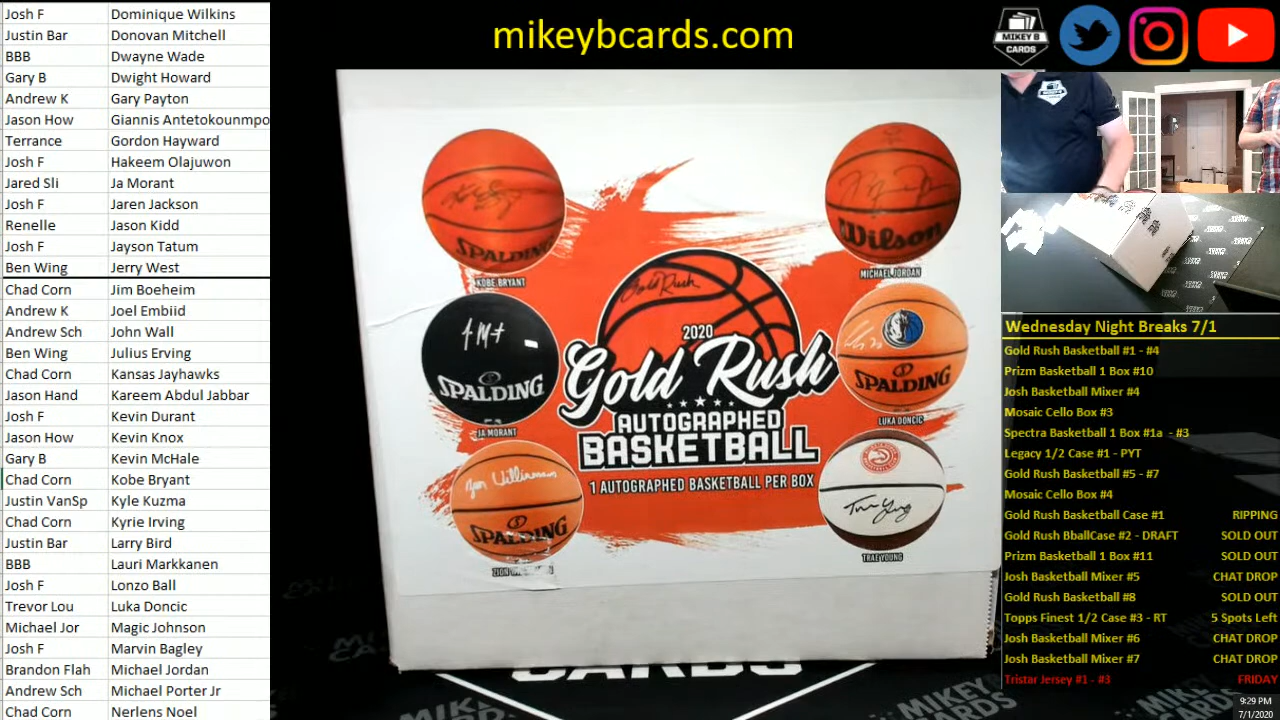 Josh F Dominique Wilkins
Justin Bar Donovan Mitchell
BBB Dwayne Wade
Gary B Dwight Howard
Andrew K Gary Payton
Jason How Giannis Antetokounmpo
Terrance Gordon Hayward
Josh F Hakeem Olajuwon
Jared Sli Ja Morant
Josh F Jaren Jackson
Renelle Jason Kidd
Josh F Jayson Tatum
Ben Wing Jerry West
Chad Corn Jim Boeheim
Andrew K Joel Embiid
Andrew Sch John Wall
Ben Wing Julius Erving
Chad Corn Kansas Jayhawks
Jason Hand Kareem Abdul Jabbar
Josh F Kevin Durant
Jason How Kevin Knox
Gary B Kevin McHale
Chad Corn Kobe Bryant
Justin VanSp Kyle Kuzma
Chad Corn Kyrie Irving
Justin Bar Larry Bird
BBB Lauri Markkanen
Josh F Lonzo Ball
Trevor Lou Luka Doncic
Michael Jor Magic Johnson
Josh F Marvin Bagley
Brandon Flah Michael Jordan
Andrew Sch Michael Porter Jr
Chad Corn Nerlens Noel
mikeybcards.com
MIKEY B
CARDS
SPALDING
KOBE BRYANT
Wilson
MICHAEL JORDAN
SPALDING
JA MORANT
Gold Rush
2020
Gold Rush
AUTOGRAPHED
BASKETBALL
1 AUTOGRAPHED BASKETBALL PER BOX
SPALDING
LUKA DONCIC
Zion Williamson
SPALDING
TRAE YOUNG
CARDS
MIKEY B
CARDS
Wednesday Night Breaks 7/1
Gold Rush Basketball #1 - #4
Prizm Basketball 1 Box #10
Josh Basketball Mixer #4
Mosaic Cello Box #3
Spectra Basketball 1 Box #1a - #3
Legacy 1/2 Case #1 - PYT
Gold Rush Basketball #5 - #7
Mosaic Cello Box #4
Gold Rush Basketball Case #1 RIPPING
Gold Rush BballCase #2 - DRAFT SOLD OUT
Prizm Basketball 1 Box #11 SOLD OUT
Josh Basketball Mixer #5 CHAT DROP
Gold Rush Basketball #8 SOLD OUT
Topps Finest 1/2 Case #3 - RT 5 Spots Left
Josh Basketball Mixer #6 CHAT DROP
Josh Basketball Mixer #7 CHAT DROP
Tristar Jersey #1 - #3 FRIDAY
9:29 PM
7/1/2020